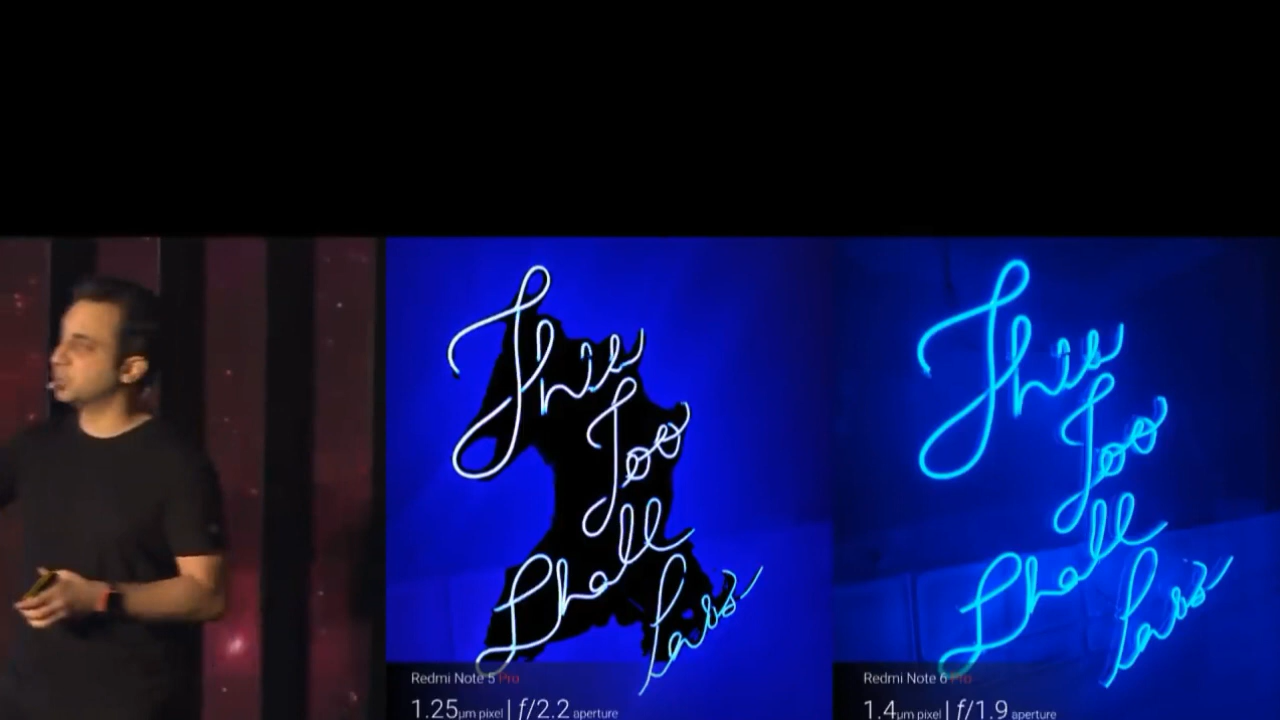 This
Too
Shall
Pass
Redmi Note 5 Pro
1.25µm pixel | f/2.2 aperture
This
Too
Shall
Pass
Redmi Note 6 Pro
1.4µm pixel | f/1.9 aperture